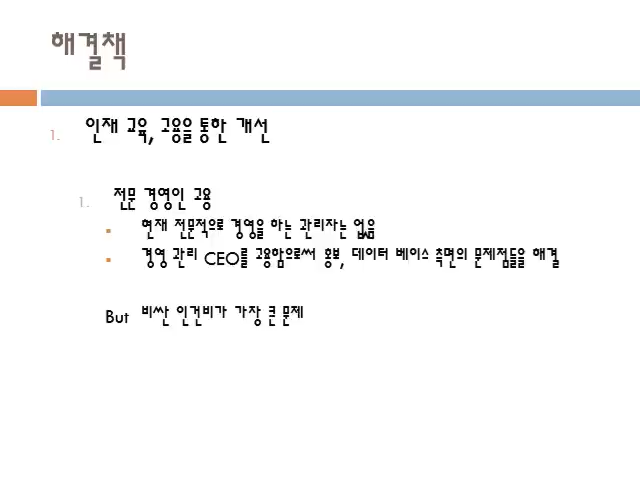 해결책
1. 인재 교육, 고용을 통한 개선
1. 전문 경영인 고용
▪ 현재 전문적으로 경영을 하는 관리자는 없음
▪ 경영 관리 CEO를 고용함으로써 홍보, 데이터 베이스 측면의 문제점들을 해결
But 비싼 인건비가 가장 큰 문제